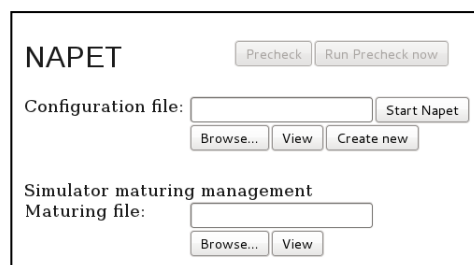 NAPET Precheck Run Precheck now
Configuration file: Start Napet
Browse... View Create new
Simulator maturing management
Maturing file:
Browse... View